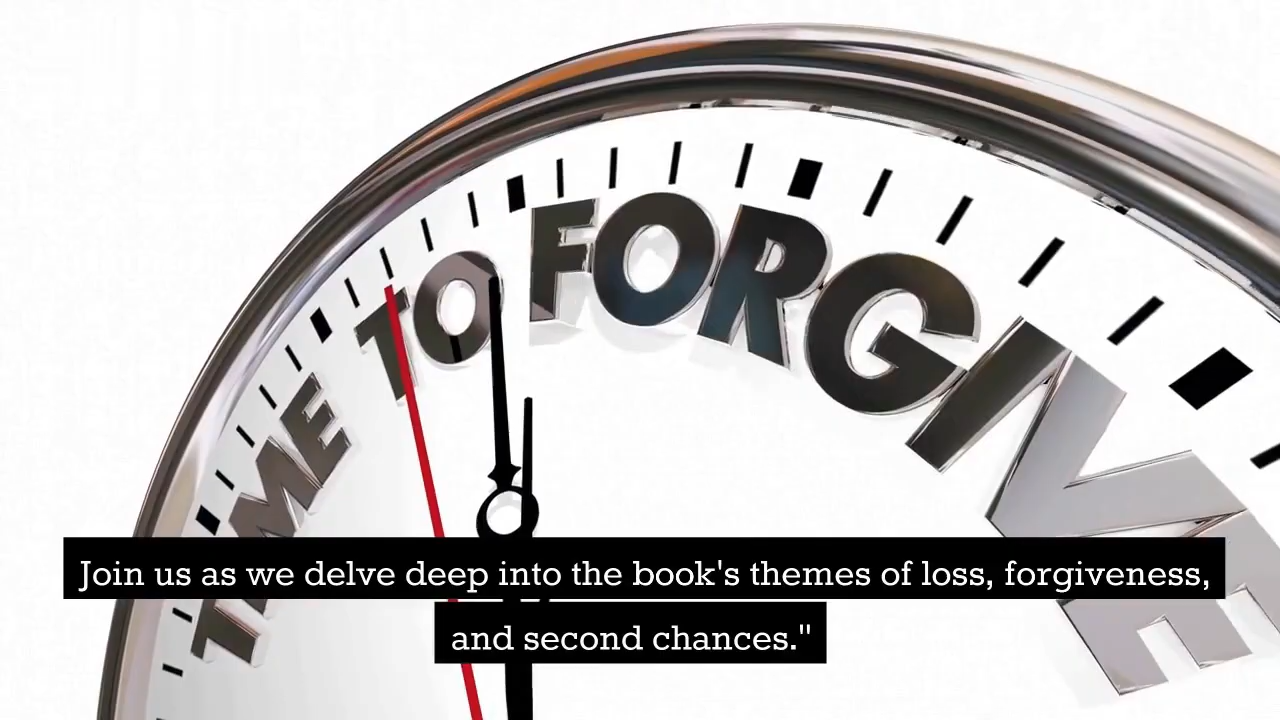 TIME TO FORGIVE
Join us as we delve deep into the book's themes of loss, forgiveness,
and second chances."